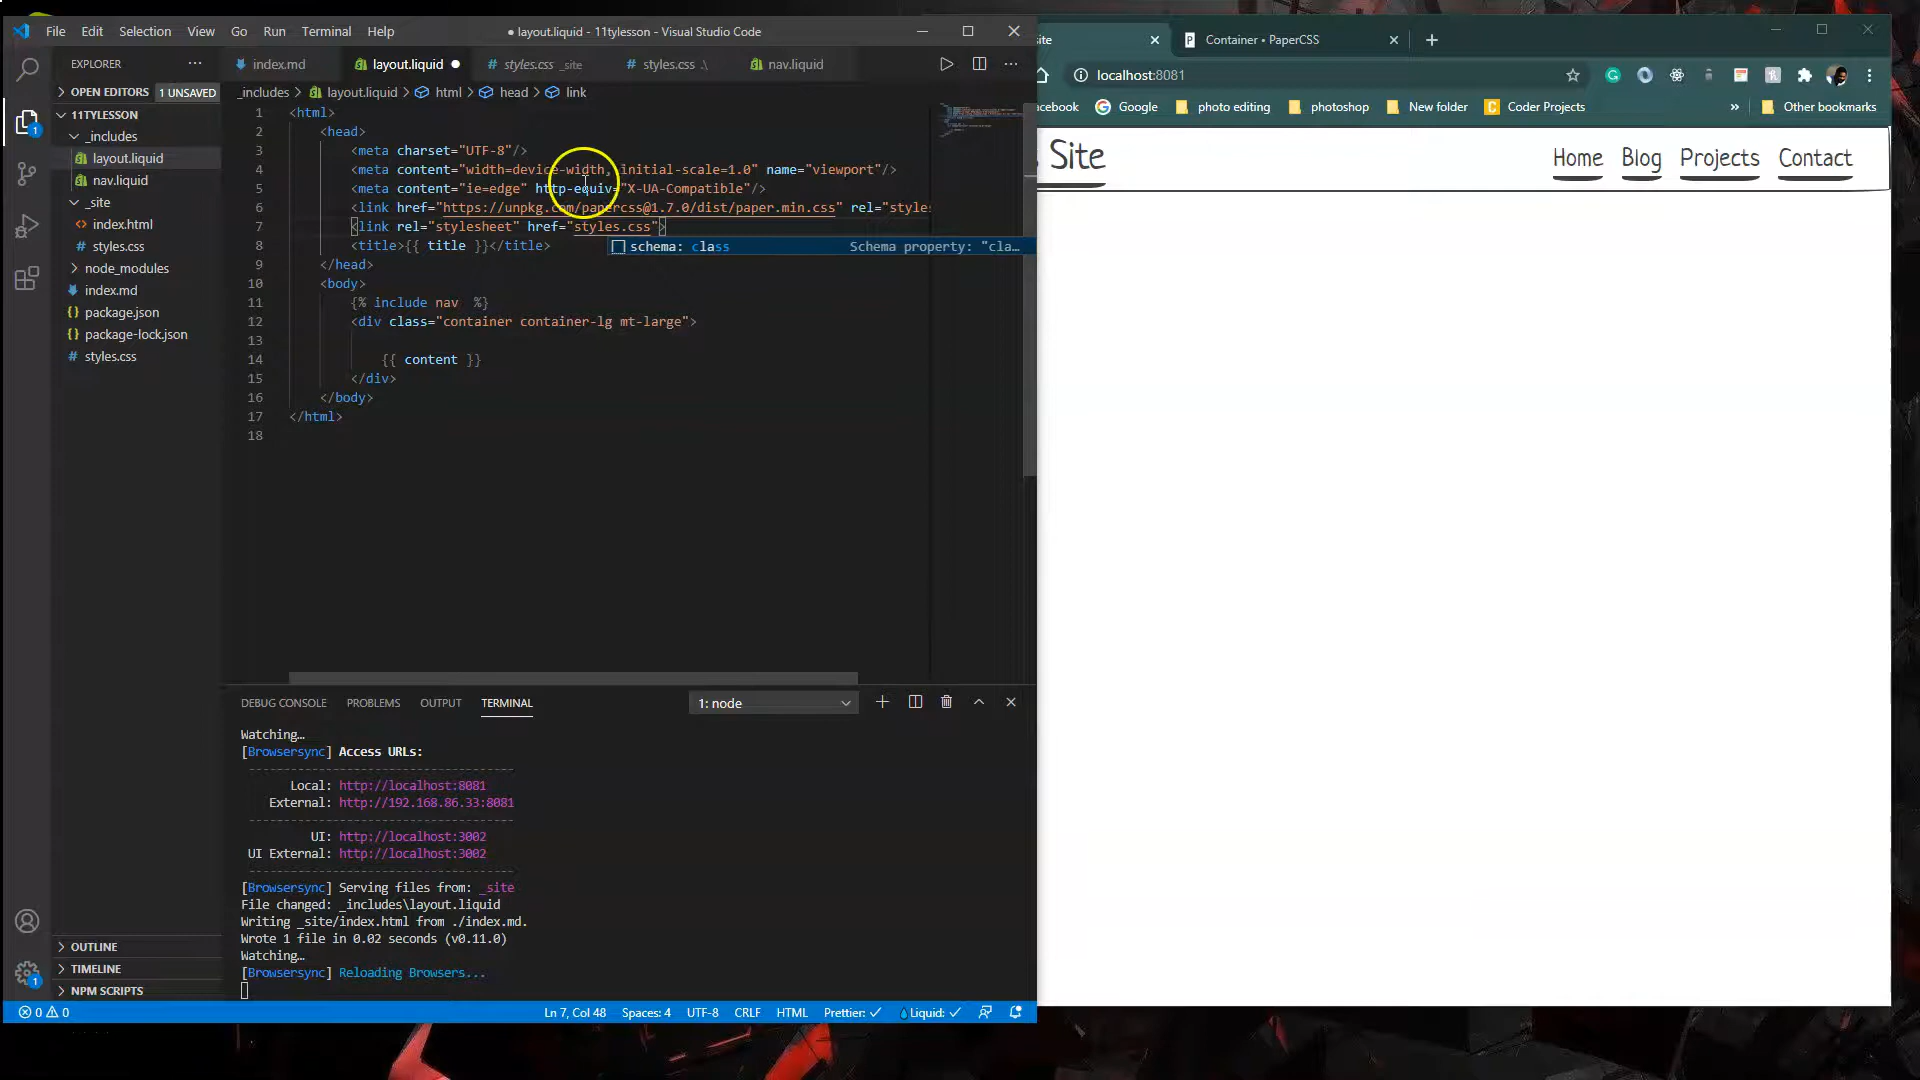 File Edit Selection View Go Run Terminal Help
● layout.liquid - 11tylesson - Visual Studio Code
EXPLORER
OPEN EDITORS 1 UNSAVED
11TYLESSON
_includes
layout.liquid
nav.liquid
_site
index.html
styles.css
node_modules
index.md
package.json
package-lock.json
styles.css
OUTLINE
TIMELINE
NPM SCRIPTS
index.md layout.liquid ● styles.css _site styles.css .\ nav.liquid
_includes > layout.liquid > html > head > link
1 <html>
2 <head>
3 <meta charset="UTF-8"/>
4 <meta content="width=device-width, initial-scale=1.0" name="viewport"/>
5 <meta content="ie=edge" http-equiv="X-UA-Compatible"/>
6 <link href="https://unpkg.com/papercss@1.7.0/dist/paper.min.css" rel="styles
7 <link rel="stylesheet" href="styles.css">
8 <title>{{ title }}</title>
schema: class Schema property: "cla…
9 </head>
10 <body>
11 {% include nav %}
12 <div class="container container-lg mt-large">
13
14 {{ content }}
15 </div>
16 </body>
17 </html>
18
DEBUG CONSOLE PROBLEMS OUTPUT TERMINAL 1: node
Watching…
[Browsersync] Access URLs:
--------------------------------------
Local: http://localhost:8081
External: http://192.168.86.33:8081
--------------------------------------
UI: http://localhost:3002
UI External: http://localhost:3002
--------------------------------------
[Browsersync] Serving files from: _site
File changed: _includes\layout.liquid
Writing _site/index.html from ./index.md.
Wrote 1 file in 0.02 seconds (v0.11.0)
Watching…
[Browsersync] Reloading Browsers...
0 0 Ln 7, Col 48 Spaces: 4 UTF-8 CRLF HTML Prettier: ✓ Liquid: ✓
1
1
ite Container • PaperCSS
localhost:8081
cebook Google photo editing photoshop New folder Coder Projects » Other bookmarks
Site Home Blog Projects Contact